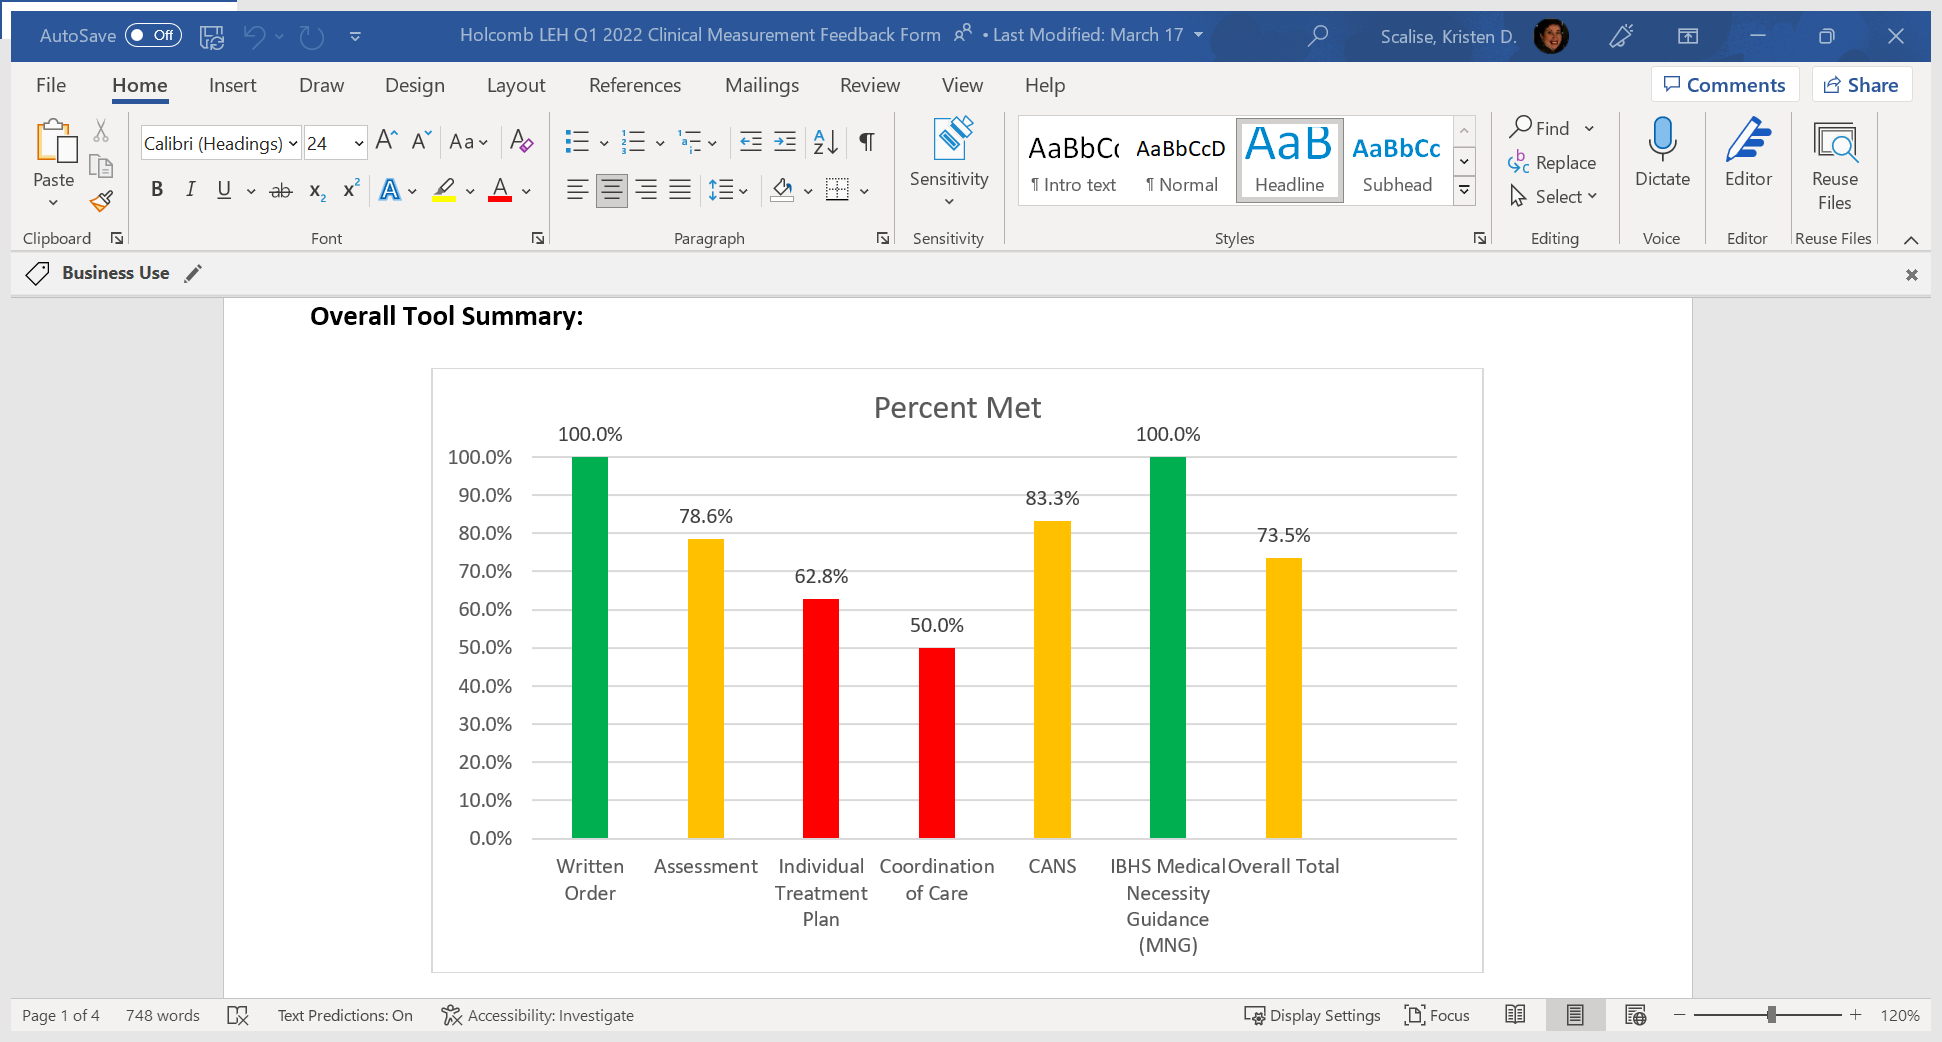 AutoSave Off Holcomb LEH Q1 2022 Clinical Measurement Feedback Form • Last Modified: March 17 Scalise, Kristen D.
File Home Insert Draw Design Layout References Mailings Review View Help Comments Share
Calibri (Headings) 24 Aa
Paste
B I U ab x₂ x² A A
Clipboard
Font
Paragraph
Sensitivity
Sensitivity
AaBbCc AaBbCcD AaB AaBbCc
¶ Intro text ¶ Normal Headline Subhead
Styles
Find
Replace
Select
Editing
Dictate
Voice
Editor
Editor
Reuse
Files
Reuse Files
Business Use
Overall Tool Summary:
Percent Met
100.0% 100.0%
100.0%
90.0% 83.3%
78.6%
80.0% 73.5%
70.0%
62.8%
60.0%
50.0%
50.0%
40.0%
30.0%
20.0%
10.0%
0.0%
Written Order
Assessment
Individual Treatment Plan
Coordination of Care
CANS
IBHS Medical Necessity Guidance (MNG)
Overall Total
Page 1 of 4 748 words Text Predictions: On Accessibility: Investigate Display Settings Focus 120%